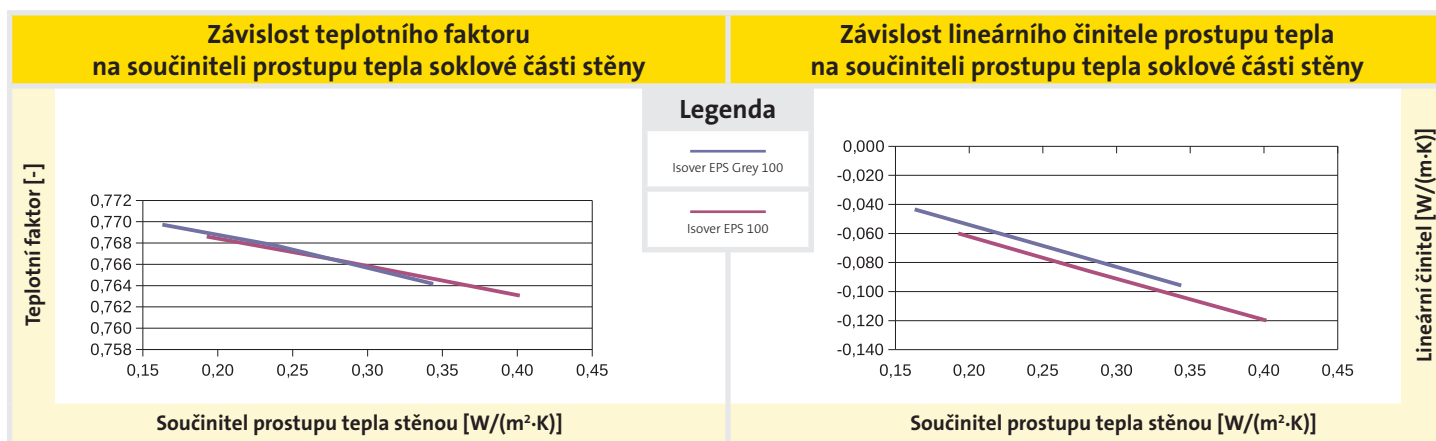 Závislost teplotního faktoru
na součiniteli prostupu tepla soklové části stěny
Teplotní faktor [-]
0,772
0,770
0,768
0,766
0,764
0,762
0,760
0,758
0,15 0,20 0,25 0,30 0,35 0,40 0,45
Součinitel prostupu tepla stěnou [W/(m²·K)]
Legenda
Isover EPS Grey 100
Isover EPS 100
Závislost lineárního činitele prostupu tepla
na součiniteli prostupu tepla soklové části stěny
0,000
-0,020
-0,040
-0,060
-0,080
-0,100
-0,120
-0,140
0,15 0,20 0,25 0,30 0,35 0,40 0,45
Lineární činitel [W/(m·K)]
Součinitel prostupu tepla stěnou [W/(m²·K)]